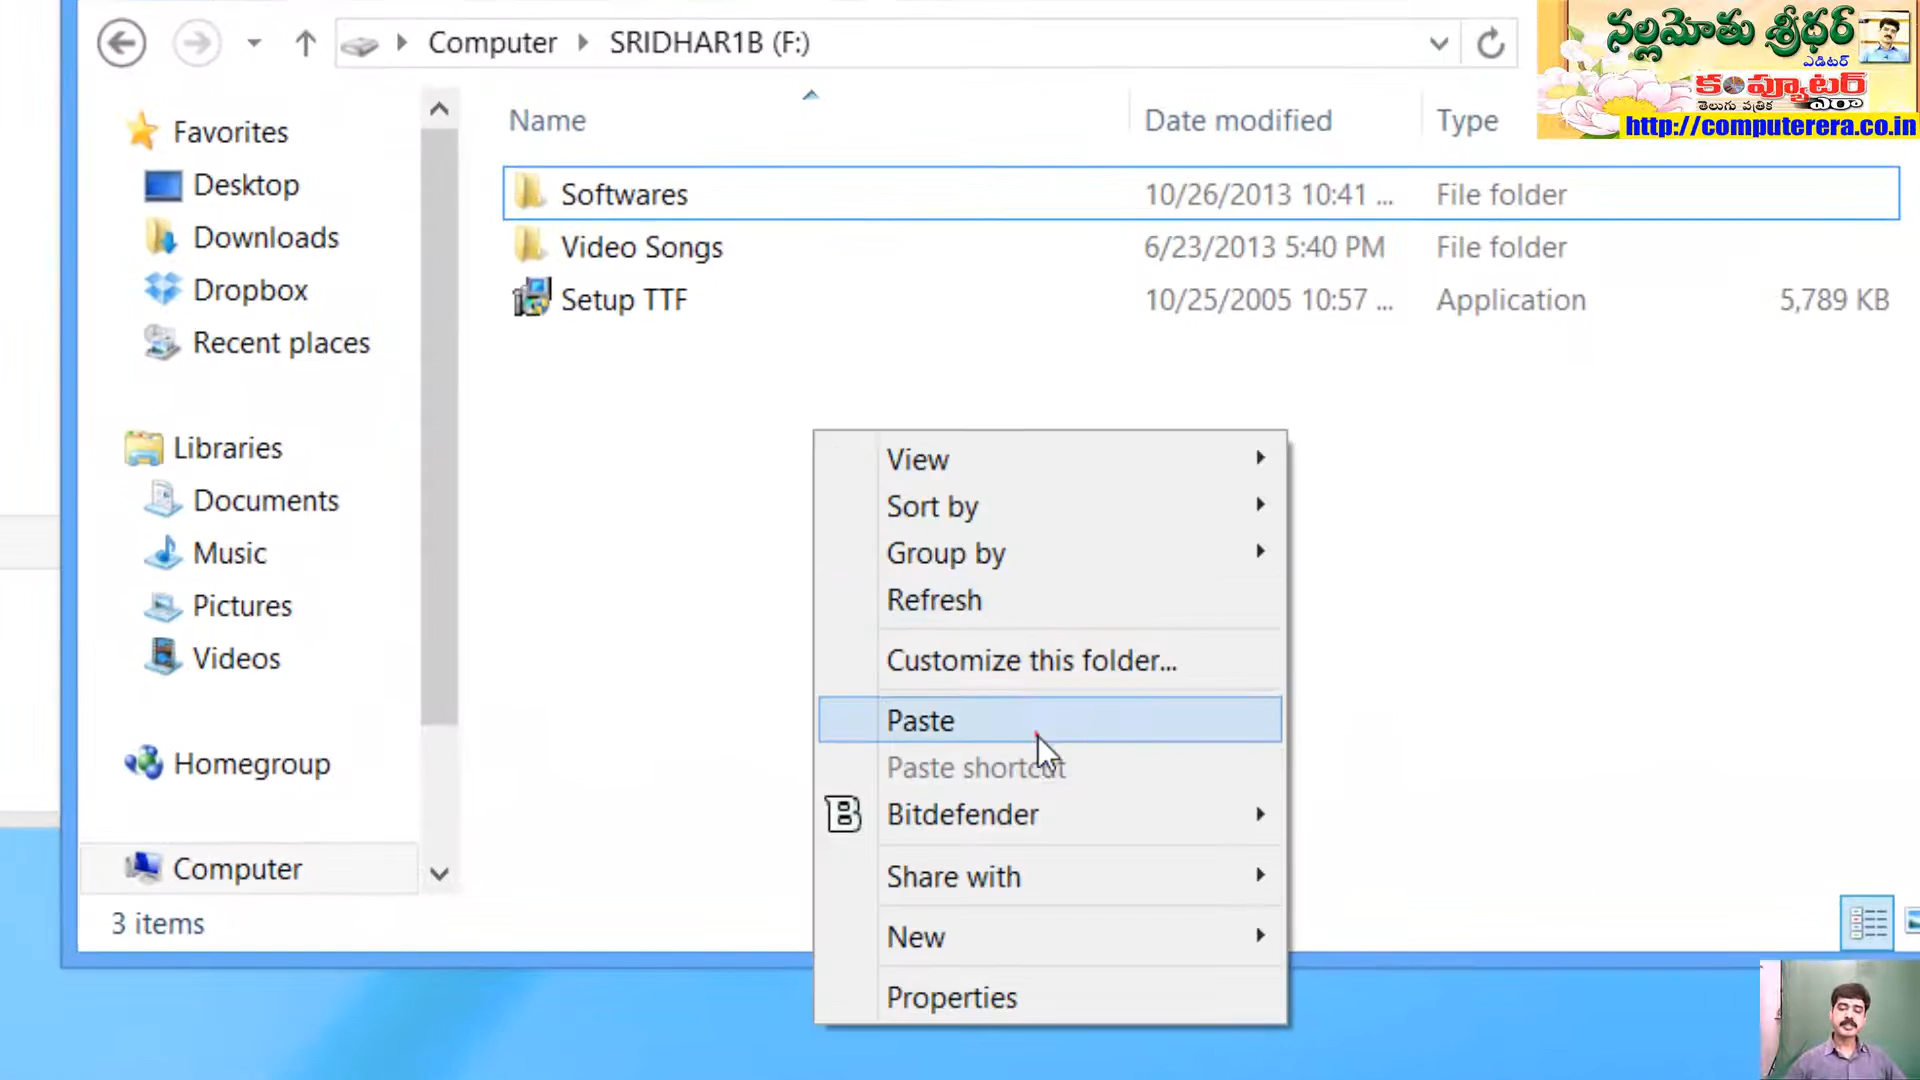 Computer SRIDHAR1B (F:)
నల్లమోతు శ్రీధర్
ఎడిటర్
కంప్యూటర్
తెలుగు పత్రిక ఎరా
http://computerera.co.in
Name Date modified Type
Favorites
Desktop
Downloads
Dropbox
Recent places
Libraries
Documents
Music
Pictures
Videos
Homegroup
Computer
3 items
Softwares 10/26/2013 10:41 ... File folder
Video Songs 6/23/2013 5:40 PM File folder
Setup TTF 10/25/2005 10:57 ... Application 5,789 KB
View
Sort by
Group by
Refresh
Customize this folder...
Paste
Paste shortcut
B Bitdefender
Share with
New
Properties